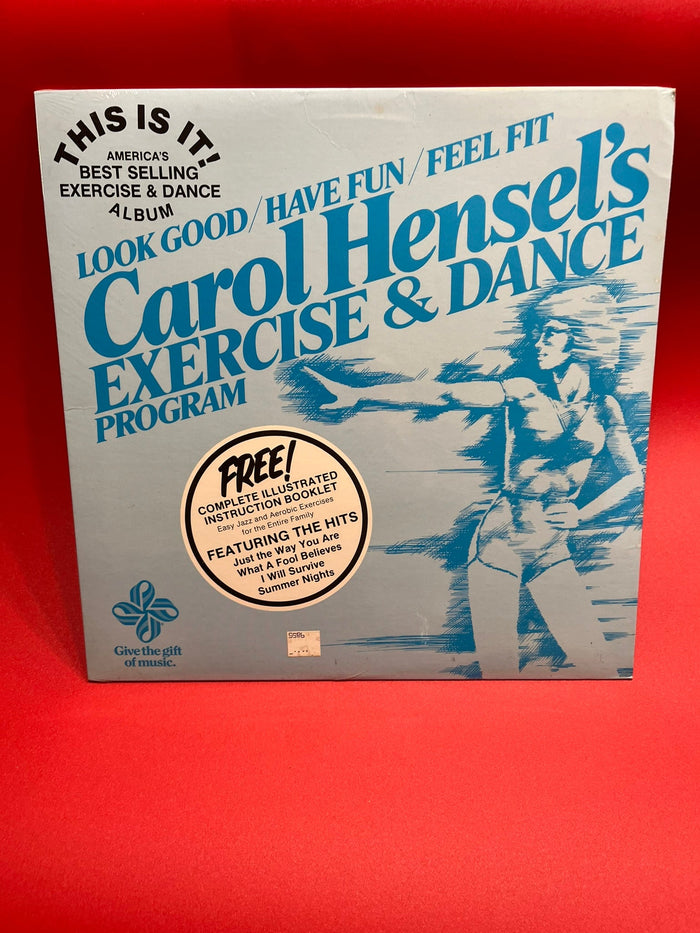 THIS IS IT!
AMERICA'S
BEST SELLING
EXERCISE & DANCE
ALBUM
LOOK GOOD/HAVE FUN/FEEL FIT
Carol Hensel's
EXERCISE & DANCE
PROGRAM
FREE!
COMPLETE ILLUSTRATED
INSTRUCTION BOOKLET
Easy Jazz and Aerobic Exercises
for the Entire Family
FEATURING THE HITS
Just the Way You Are
What A Fool Believes
I Will Survive
Summer Nights
Give the gift
of music.